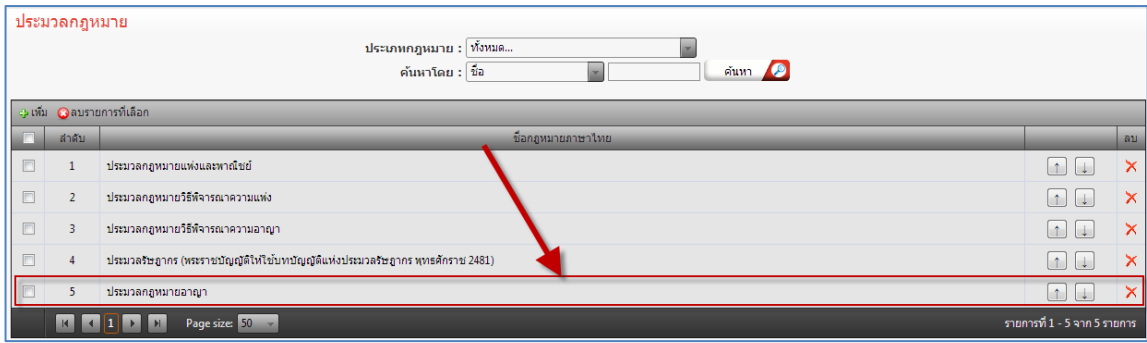 ประมวลกฎหมาย
ประเภทกฎหมาย : ทั้งหมด...
ค้นหาโดย : ชื่อ ค้นหา
เพิ่ม ลบรายการที่เลือก
ลำดับ ชื่อกฎหมายภาษาไทย ลบ
1 ประมวลกฎหมายแพ่งและพาณิชย์
2 ประมวลกฎหมายวิธีพิจารณาความแพ่ง
3 ประมวลกฎหมายวิธีพิจารณาความอาญา
4 ประมวลรัษฎากร (พระราชบัญญัติให้ใช้บทบัญญัติแห่งประมวลรัษฎากร พุทธศักราช 2481)
5 ประมวลกฎหมายอาญา
1 Page size: 50 รายการที่ 1 - 5 จาก 5 รายการ